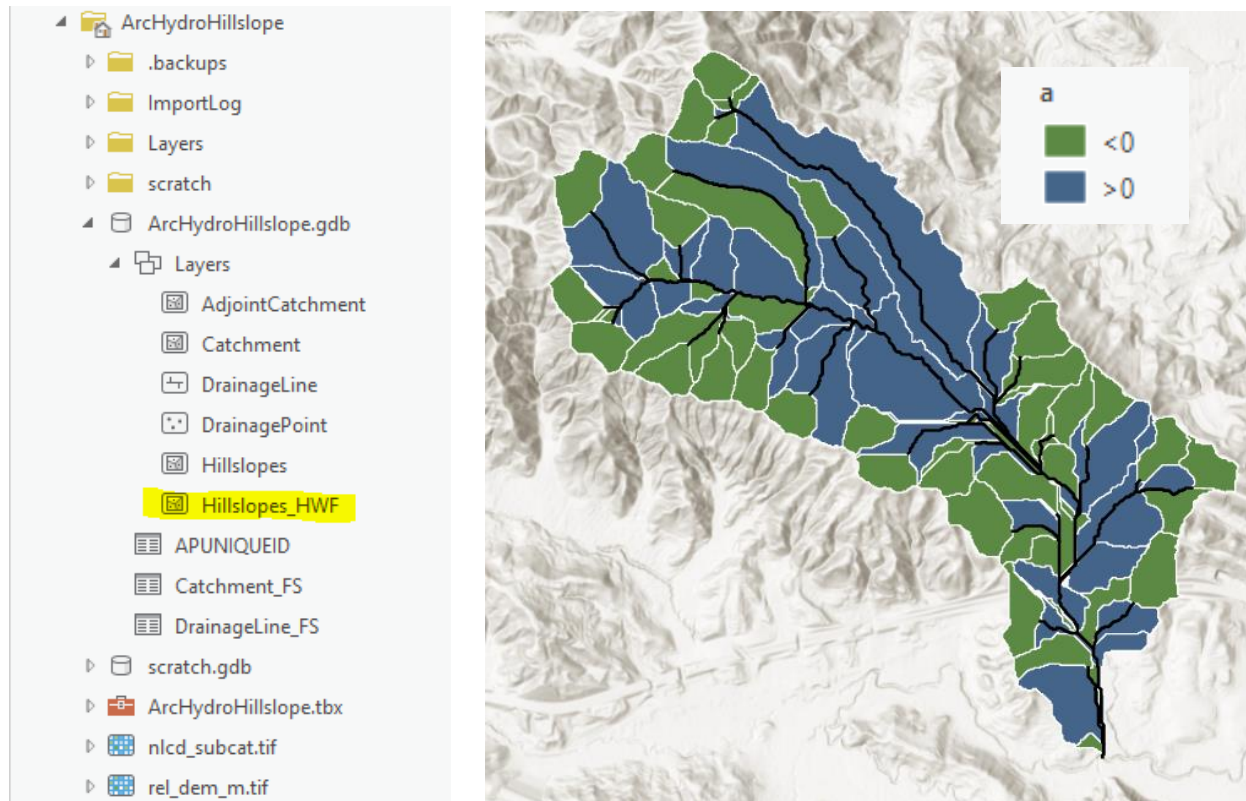 ArcHydroHillslope
.backups
ImportLog
Layers
scratch
ArcHydroHillslope.gdb
Layers
AdjointCatchment
Catchment
DrainageLine
DrainagePoint
Hillslopes
Hillslopes_HWF
APUNIQUEID
Catchment_FS
DrainageLine_FS
scratch.gdb
ArcHydroHillslope.tbx
nlcd_subcat.tif
rel_dem_m.tif
a
<0
>0